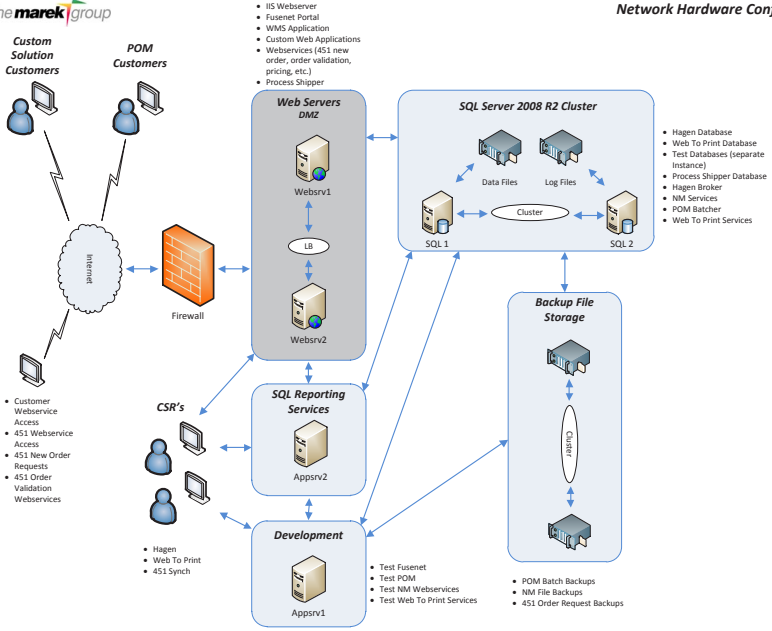 he marek group
Network Hardware Conf
• IIS Webserver
• Fusenet Portal
• WMS Application
• Custom Web Applications
• Webservices (451 new
order, order validation,
pricing, etc.)
• Process Shipper
Custom
Solution
Customers
POM
Customers
Web Servers
DMZ
Websrv1
LB
Websrv2
SQL Server 2008 R2 Cluster
Data Files
Log Files
Cluster
SQL 1
SQL 2
• Hagen Database
• Web To Print Database
• Test Databases (separate
Instance)
• Process Shipper Database
• Hagen Broker
• NM Services
• POM Batcher
• Web To Print Services
Internet
Firewall
Backup File
Storage
Cluster
• Customer
Webservice
Access
• 451 Webservice
Access
• 451 New Order
Requests
• 451 Order
Validation
Webservices
CSR's
SQL Reporting
Services
Appsrv2
• Hagen
• Web To Print
• 451 Synch
Development
Appsrv1
• Test Fusenet
• Test POM
• Test NM Webservices
• Test Web To Print Services
• POM Batch Backups
• NM File Backups
• 451 Order Request Backups